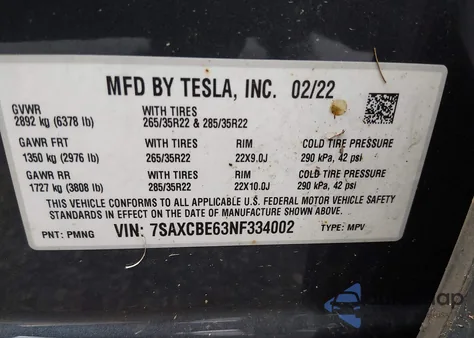 MFD BY TESLA, INC. 02/22
GVWR WITH TIRES
2892 kg (6378 lb) 265/35R22 & 285/35R22
GAWR FRT WITH TIRES RIM COLD TIRE PRESSURE
1350 kg (2976 lb) 265/35R22 22X9.0J 290 kPa, 42 psi
GAWR RR WITH TIRES RIM COLD TIRE PRESSURE
1727 kg (3808 lb) 285/35R22 22X10.0J 290 kPa, 42 psi
THIS VEHICLE CONFORMS TO ALL APPLICABLE U.S. FEDERAL MOTOR VEHICLE SAFETY
STANDARDS IN EFFECT ON THE DATE OF MANUFACTURE SHOWN ABOVE.
PNT: PMNG VIN: 7SAXCBE63NF334002 TYPE: MPV